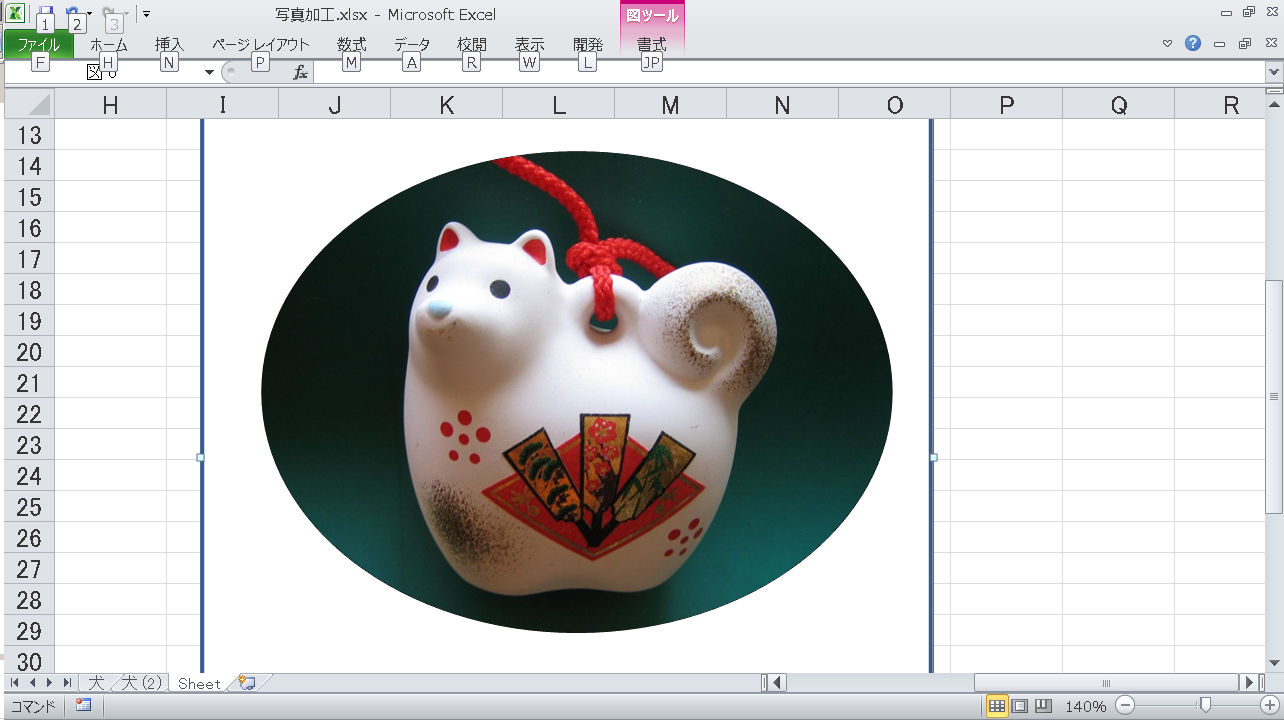 写真加工.xlsx - Microsoft Excel
図ツール
1 2 3
ファイル ホーム 挿入 ページ レイアウト 数式 データ 校閲 表示 開発 書式
F H N P M A R W L JP
fx
H I J K L M N O P Q R
13
14
15
16
17
18
19
20
21
22
23
24
25
26
27
28
29
30
犬 犬 (2) Sheet
コマンド 140%